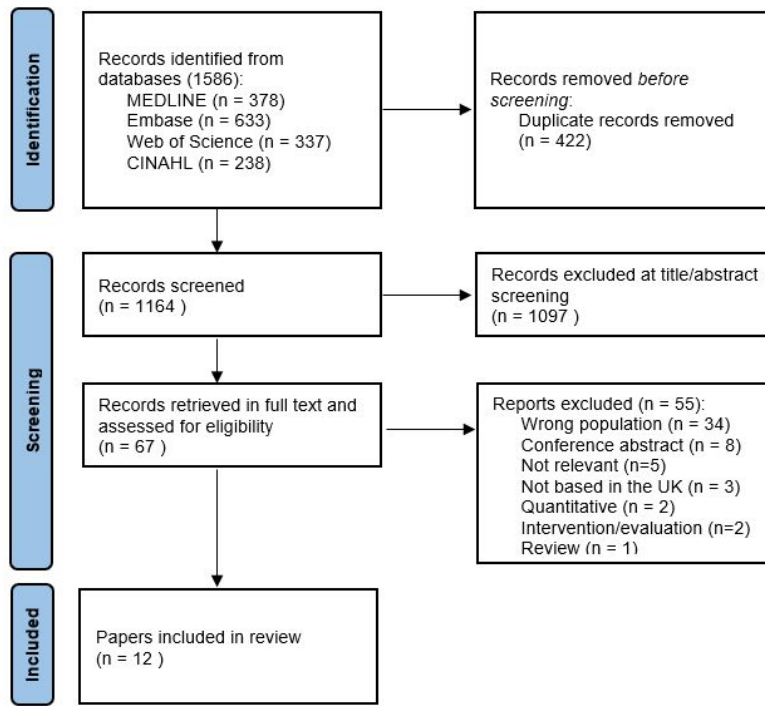 Identification
Records identified from
databases (1586):
MEDLINE (n = 378)
Embase (n = 633)
Web of Science (n = 337)
CINAHL (n = 238)
Records removed before
screening:
Duplicate records removed
(n = 422)
Screening
Records screened
(n = 1164 )
Records excluded at title/abstract
screening
(n = 1097 )
Records retrieved in full text and
assessed for eligibility
(n = 67 )
Reports excluded (n = 55):
Wrong population (n = 34)
Conference abstract (n = 8)
Not relevant (n=5)
Not based in the UK (n = 3)
Quantitative (n = 2)
Intervention/evaluation (n=2)
Review (n = 1)
Included
Papers included in review
(n = 12 )